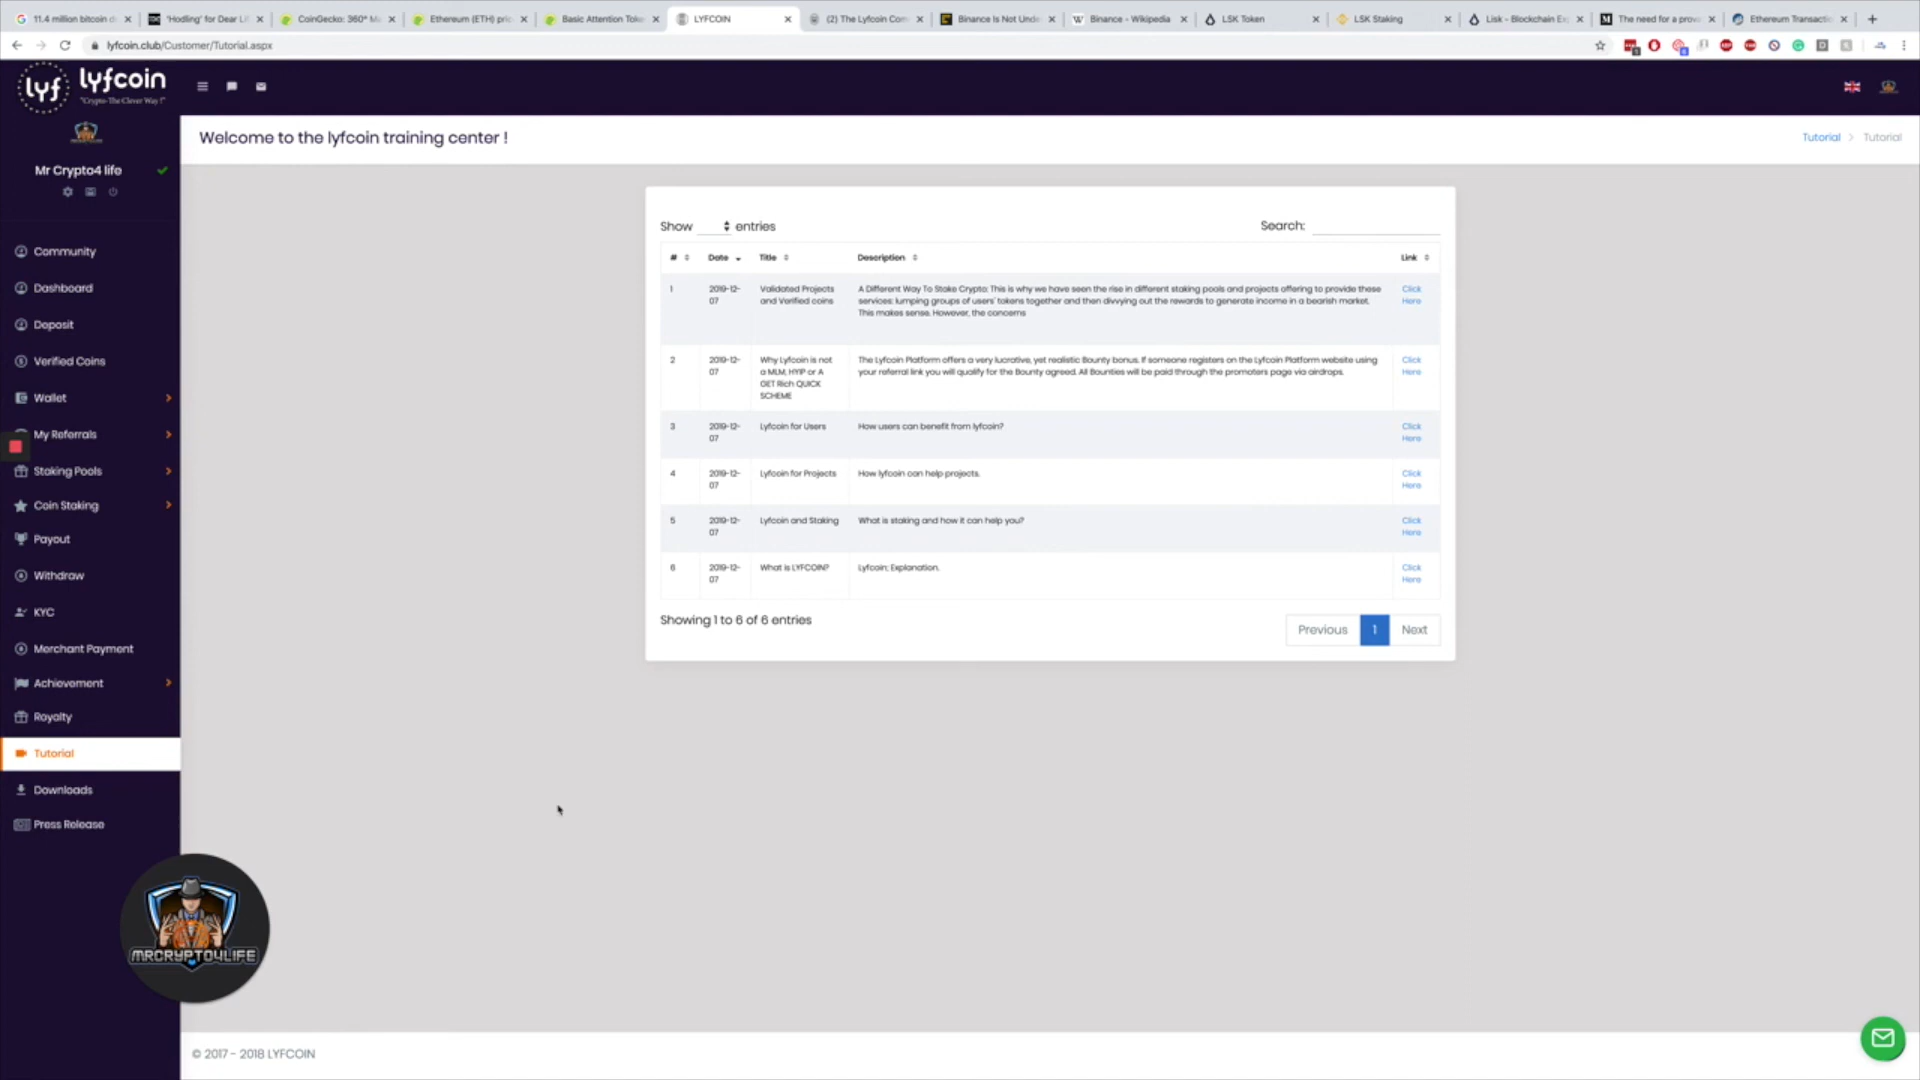 11.4 million bitcoin d
'Hodling' for Dear Li
CoinGecko: 360° M
Ethereum (ETH) pric
Basic Attention Toke
LYFCOIN
(2) The Lyfcoin Com
Binance Is Not Unde
Binance - Wikipedia
LSK Token
LSK Staking
Lisk - Blockchain Ex
The need for a prov
Ethereum Transactio
lyfcoin.club/Customer/Tutorial.aspx
lyf lyfcoin
"Crypto-The Clever Way !"
Welcome to the lyfcoin training center !
Tutorial > Tutorial
Mr Crypto4 life
Community
Dashboard
Deposit
Verified Coins
Wallet
My Referrals
Staking Pools
Coin Staking
Payout
Withdraw
KYC
Merchant Payment
Achievement
Royalty
Tutorial
Downloads
Press Release
Show entries
Search:
# Date Title Description Link
1 2019-12-07 Validated Projects and Verified coins
A Different Way To Stake Crypto: This is why we have seen the rise in different staking pools and projects offering to provide these
services: lumping groups of users' tokens together and then divvying out the rewards to generate income in a bearish market.
This makes sense. However, the concerns
Click Here
2 2019-12-07 Why Lyfcoin is not a MLM, HYIP or A GET Rich QUICK SCHEME
The Lyfcoin Platform offers a very lucrative, yet realistic Bounty bonus. If someone registers on the Lyfcoin Platform website using
your referral link you will qualify for the Bounty agreed. All Bounties will be paid through the promoters page via airdrops.
Click Here
3 2019-12-07 Lyfcoin for Users How users can benefit from lyfcoin? Click Here
4 2019-12-07 Lyfcoin for Projects How lyfcoin can help projects. Click Here
5 2019-12-07 Lyfcoin and Staking What is staking and how it can help you? Click Here
6 2019-12-07 What is LYFCOIN? Lyfcoin; Explanation. Click Here
Showing 1 to 6 of 6 entries
Previous 1 Next
MRCRYPTO4LIFE
© 2017 - 2018 LYFCOIN